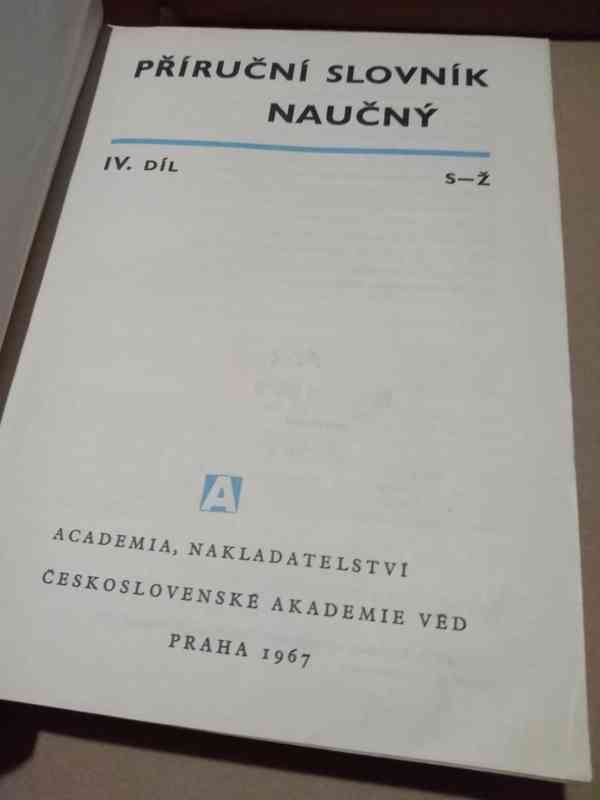 PŘÍRUČNÍ SLOVNÍK
NAUČNÝ
IV. DÍL S—Ž
A
ACADEMIA, NAKLADATELSTVÍ
ČESKOSLOVENSKÉ AKADEMIE VĚD
PRAHA 1967